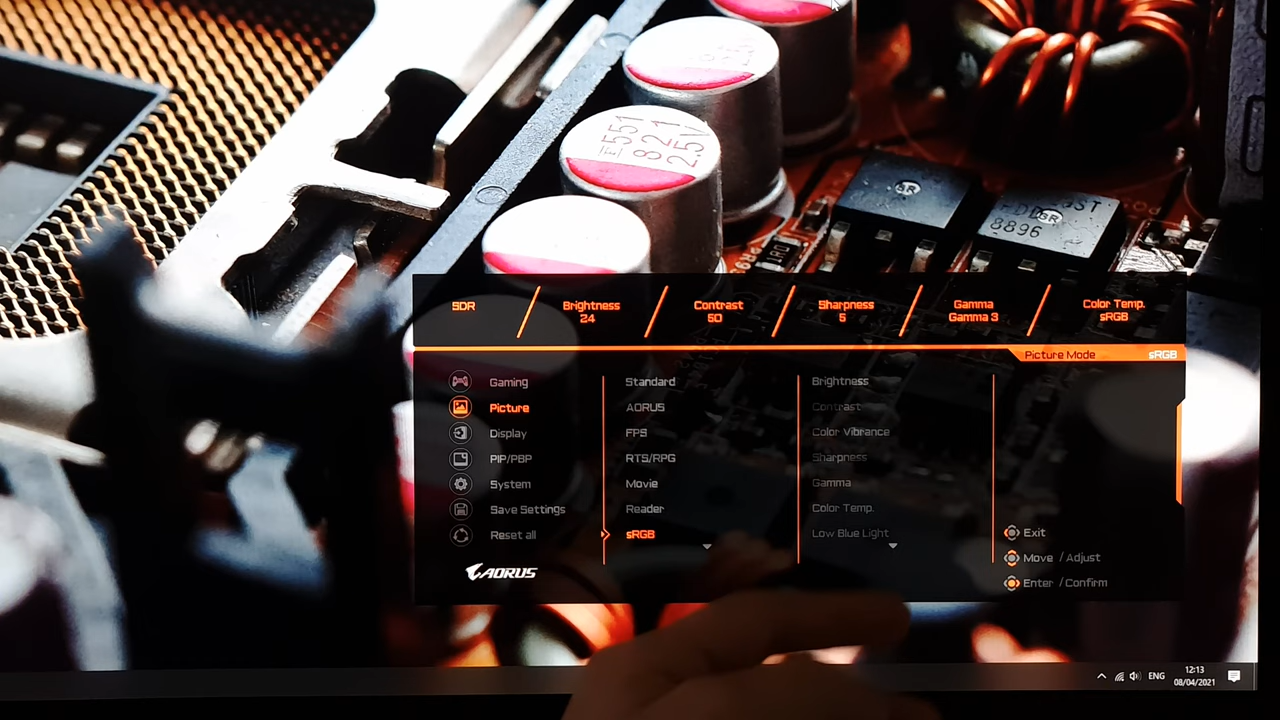 551
821
2.5V
8896
SDR
Brightness
24
Contrast
50
Sharpness
5
Gamma
Gamma 3
Color Temp.
sRGB
Picture Mode sRGB
Gaming
Picture
Display
PIP/PBP
System
Save Settings
Reset all
Standard
AORUS
FPS
RTS/RPG
Movie
Reader
sRGB
Brightness
Contrast
Color Vibrance
Sharpness
Gamma
Color Temp.
Low Blue Light
Exit
Move / Adjust
Enter / Confirm
AORUS
ENG
12:13
08/04/2021